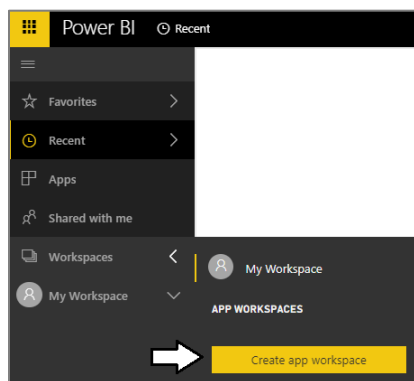 Power BI Recent
Favorites
Recent
Apps
Shared with me
Workspaces
My Workspace
My Workspace
APP WORKSPACES
Create app workspace